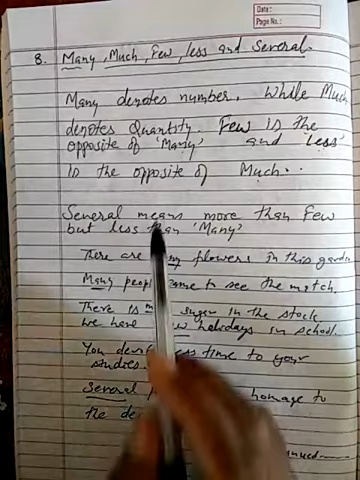 Date:
Page No.:
8. Many, Much, Few, less and Several.
Many denotes number, while Much
denotes Quantity. Few is the
opposite of 'Many' and less'
is the opposite of Much..
Several means more than Few
but less than 'Many'
There are flowers in this garden
Many people to see the match.
There is sugar in the stock
We have holidays in school.
You time to your
studies.
Several homage to
the